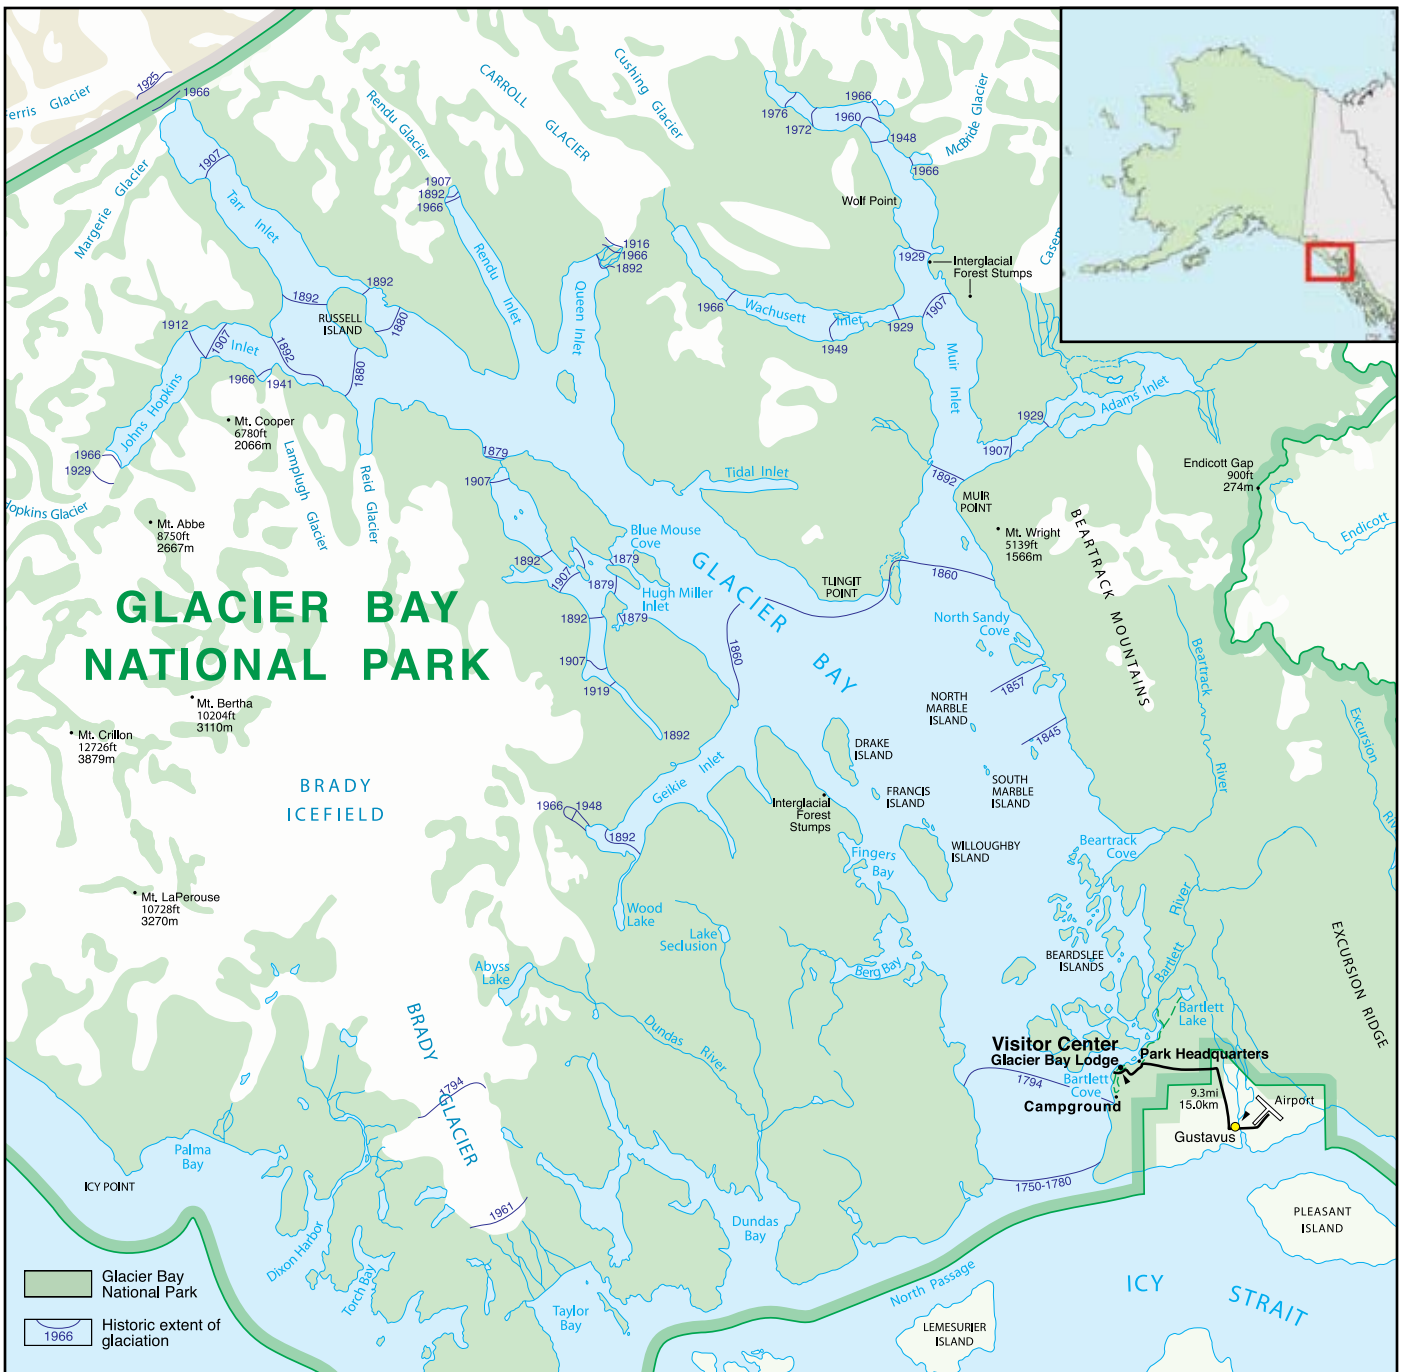 1925
1966
erris Glacier
Margerie Glacier
1907
Tarr
Inlet
Rendu Glacier
CARROLL
GLACIER
Cushing Glacier
1907
1892
1966
Rendu
Inlet
1916
1966
1892
Queen Inlet
1976
1972
1966
1960
1948
McBride Glacier
1966
Wolf Point
1929
Interglacial
Forest Stumps
Casem
1966
Wachusett
Inlet
1949
1929
1907
Muir
Inlet
1892
1892
RUSSELL
ISLAND
1880
1880
1912
1907
Inlet
1892
1966
1941
Johns Hopkins
1966
1929
Hopkins Glacier
Mt. Cooper
6780ft
2066m
Lamplugh Glacier
Reid Glacier
Mt. Abbe
8750ft
2667m
1879
1907
Tidal Inlet
1929
Adams Inlet
1907
1892
MUIR
POINT
Endicott Gap
900ft
274m
Endicott
Mt. Wright
5139ft
1566m
BEARTRACK MOUNTAINS
Blue Mouse
Cove
1892
1907
1879
1879
Hugh Miller
Inlet
1879
1892
1907
1919
1892
GLACIER
BAY
TLINGIT
POINT
1860
1860
North Sandy
Cove
1857
1845
NORTH
MARBLE
ISLAND
SOUTH
MARBLE
ISLAND
Beartrack
River
Excursion
Riv
GLACIER BAY
NATIONAL PARK
Mt. Bertha
10204ft
3110m
Mt. Crillon
12726ft
3879m
BRADY
ICEFIELD
Mt. LaPerouse
10728ft
3270m
Geikie Inlet
1966
1948
1892
DRAKE
ISLAND
FRANCIS
ISLAND
Interglacial
Forest
Stumps
WILLOUGHBY
ISLAND
Fingers
Bay
Beartrack
Cove
Wood
Lake
Lake
Seclusion
Abyss
Lake
Berg Bay
BEARDSLEE
ISLANDS
Bartlett
River
Bartlett
Lake
EXCURSION RIDGE
Dundas
River
BRADY
GLACIER
1794
1961
Visitor Center
Glacier Bay Lodge
Park Headquarters
Bartlett
Cove
Campground
1794
9.3mi
15.0km
Airport
Gustavus
1750-1780
Palma
Bay
ICY POINT
Dixon Harbor
Torch Bay
Taylor
Bay
Dundas
Bay
North Passage
LEMESURIER
ISLAND
PLEASANT
ISLAND
ICY STRAIT
Glacier Bay
National Park
1966
Historic extent of
glaciation